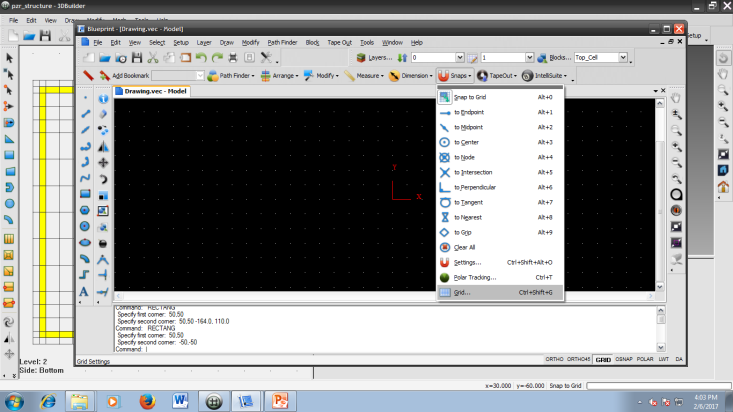 pzr_structure - 3DBuilder
File Edit View Draw
Setup
Blueprint - [Drawing.vec - Model]
File Edit View Select Setup Layer Draw Modify Path Finder Block Tape Out Tools Window Help
Layers... 0 1 Blocks... Top_Cell
Add Bookmark Path Finder Arrange Modify Measure Dimension Snaps TapeOut IntelliSuite
Drawing.vec - Model
Snap to Grid Alt+0
to Endpoint Alt+1
to Midpoint Alt+2
to Center Alt+3
to Node Alt+4
to Intersection Alt+5
to Perpendicular Alt+6
to Tangent Alt+7
to Nearest Alt+8
to Grip Alt+9
Clear All
Settings... Ctrl+Shift+Alt+O
Polar Tracking... Ctrl+T
Grid... Ctrl+Shift+G
Y
X
Command: RECTANG
Specify first corner: 50,50
Specify second corner: 50,50 -164.0, 110.0
Command: RECTANG
Specify first corner: 50,50
Specify second corner: -50,-50
Command:
Grid Settings
ORTHO ORTHO45 GRID OSNAP POLAR LWT DA
Level: 2
Side: Bottom
x=30.000 y=-60.000 Snap to Grid
4:03 PM
2/6/2017